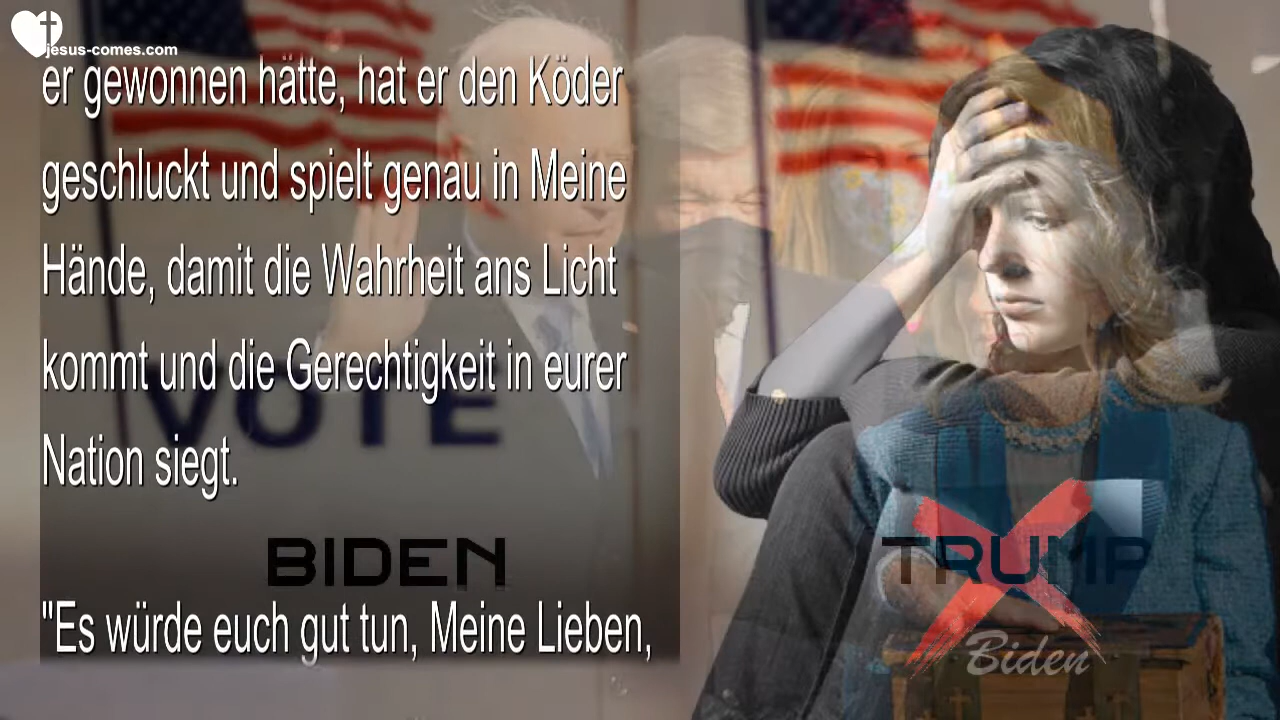 jesus-comes.com
er gewonnen hätte, hat er den Köder
geschluckt und spielt genau in Meine
Hände, damit die Wahrheit ans Licht
kommt und die Gerechtigkeit in eurer
Nation siegt.
"Es würde euch gut tun, Meine Lieben,
VOTE
BIDEN
TRUMP
Biden